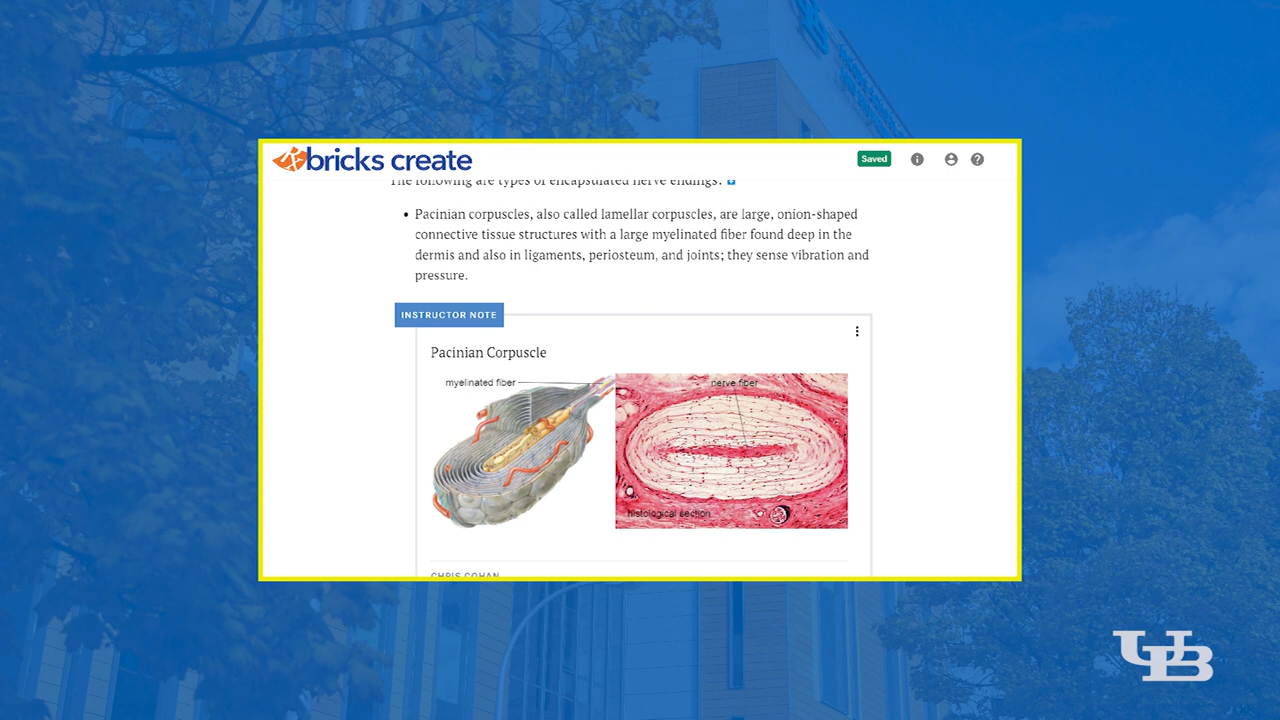 bricks create
Saved
The following are types of encapsulated nerve endings:
• Pacinian corpuscles, also called lamellar corpuscles, are large, onion-shaped
connective tissue structures with a large myelinated fiber found deep in the
dermis and also in ligaments, periosteum, and joints; they sense vibration and
pressure.
INSTRUCTOR NOTE
Pacinian Corpuscle
myelinated fiber
nerve fiber
histological section
CHRIS COHAN
UB